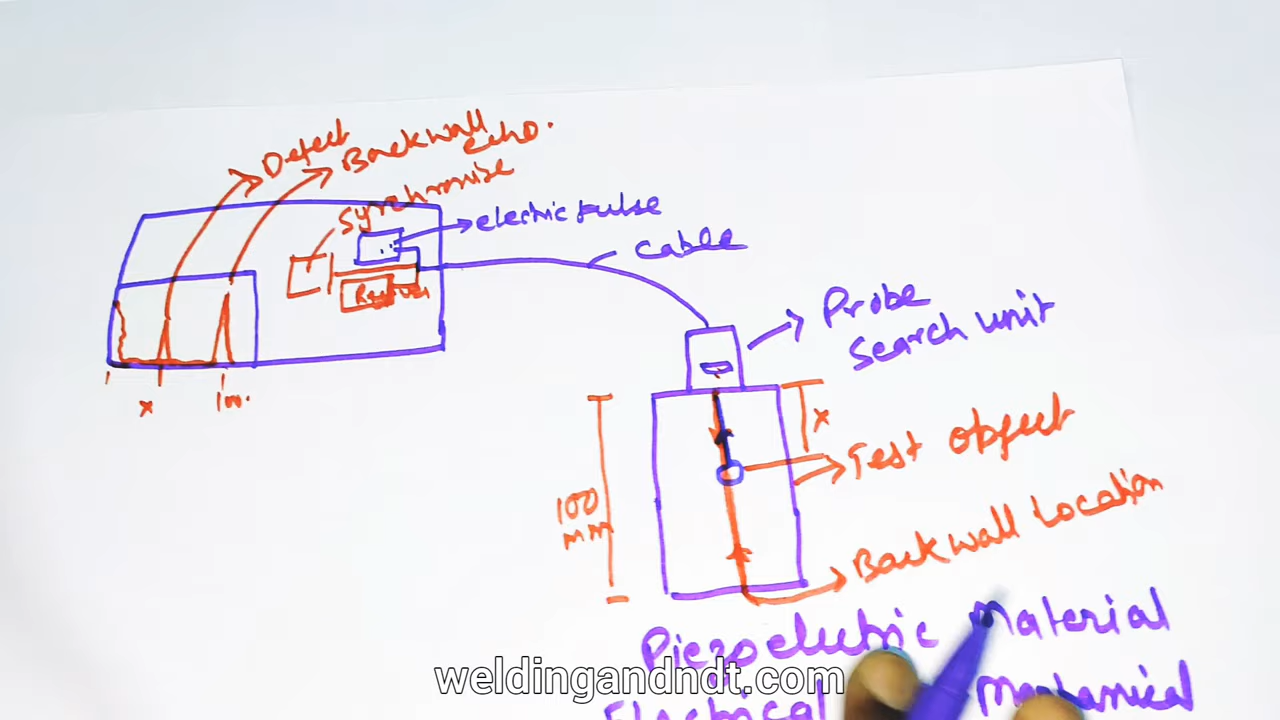 Defect
Backwall
echo.
Synchronise
electric pulse
cable
Probe
Search unit
x
100.
x
Test object
100
mm
Backwall Location
Piezoelectric Material
Electrical Mechanical
weldingandndt.com